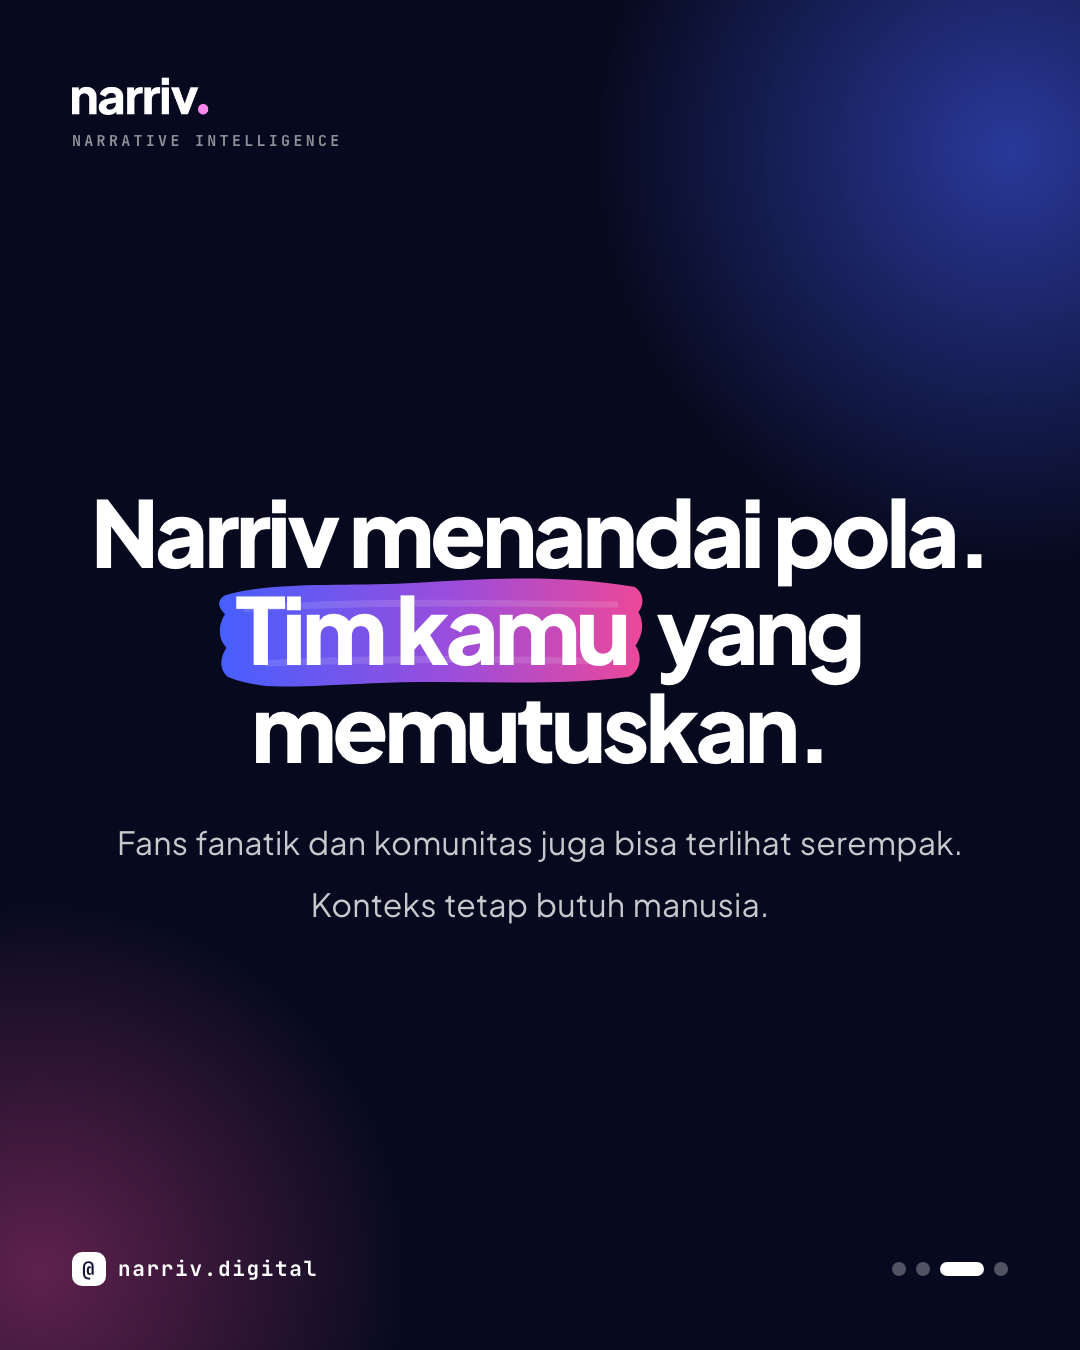 narriv.
NARRATIVE INTELLIGENCE
Narriv menandai pola.
Tim kamu yang
memutuskan.
Fans fanatik dan komunitas juga bisa terlihat serempak.
Konteks tetap butuh manusia.
@ narriv.digital